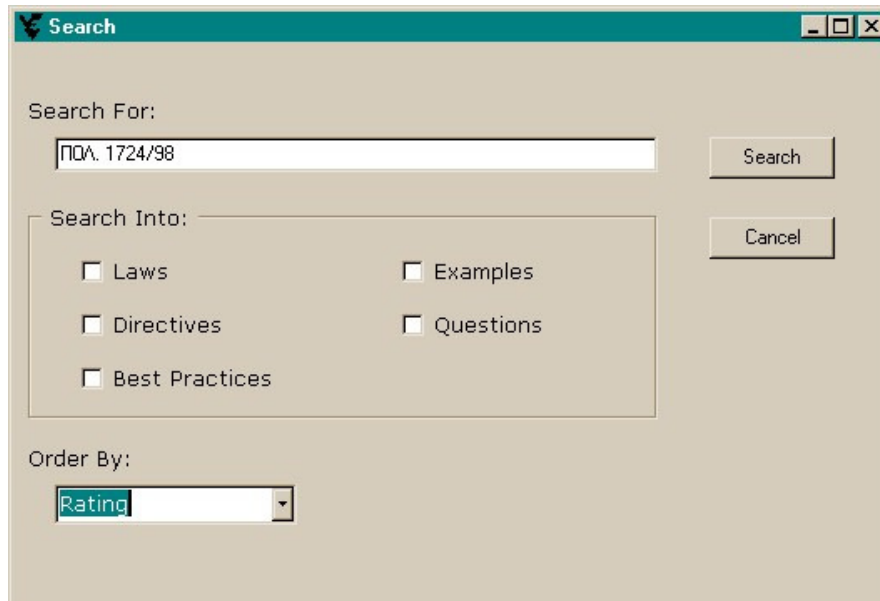 Search
Search For:
ΠΟΛ. 1724/98
Search
Search Into:
Cancel
Laws
Examples
Directives
Questions
Best Practices
Order By:
Rating